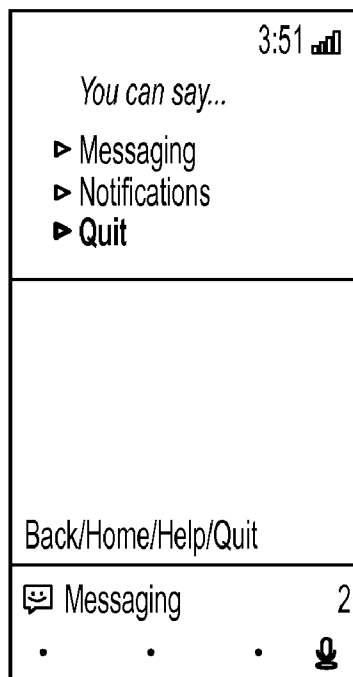 3:51
You can say...
Messaging
Notifications
Quit
Back/Home/Help/Quit
Messaging 2